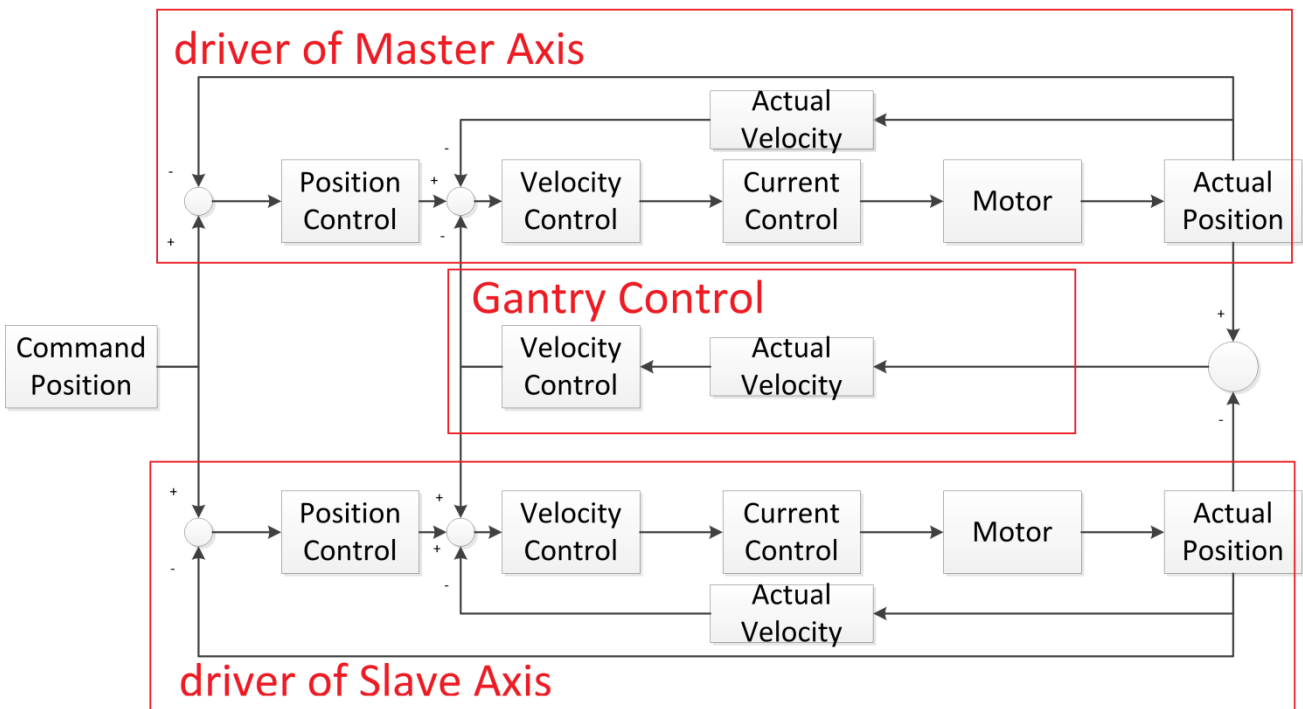 driver of Master Axis
Actual
Velocity
-
-
+
Position
Control
Velocity
Control
Current
Control
Motor
Actual
Position
+
-
Gantry Control
+
Command
Position
Velocity
Control
Actual
Velocity
-
+
+
Position
Control
+
Velocity
Control
Current
Control
Motor
Actual
Position
-
-
Actual
Velocity
driver of Slave Axis